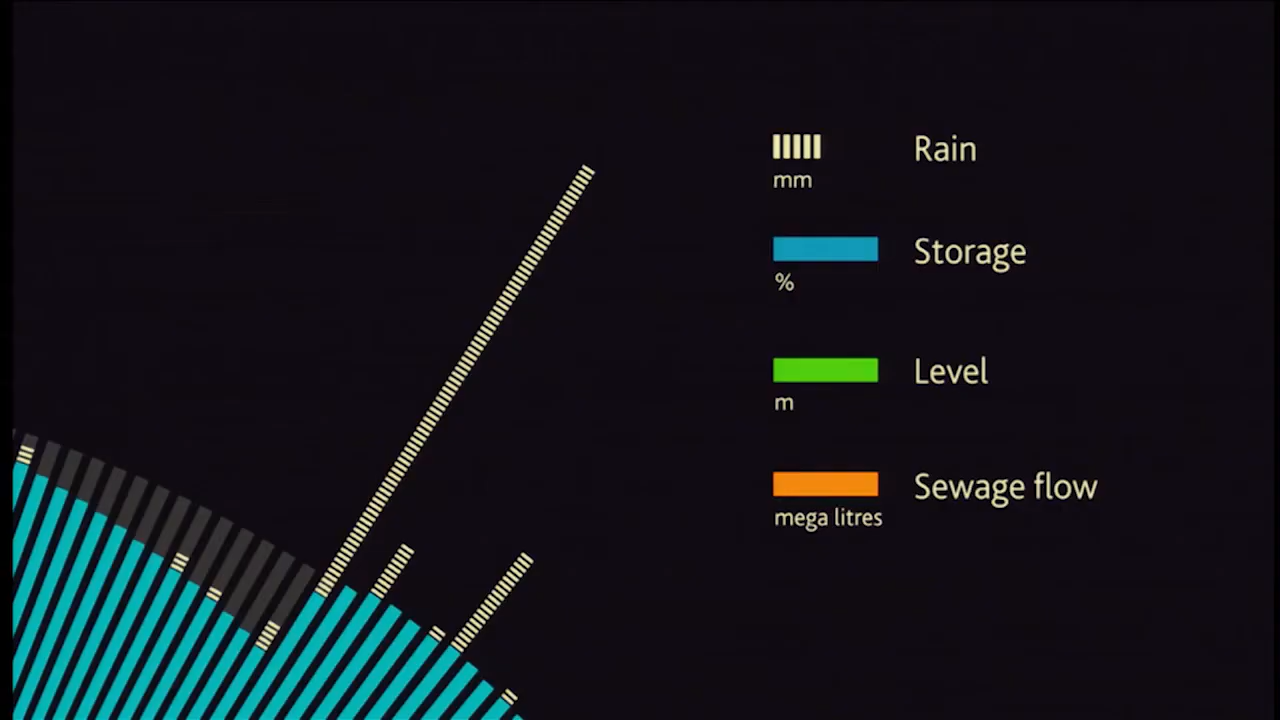 Rain
mm
Storage
%
Level
m
Sewage flow
mega litres